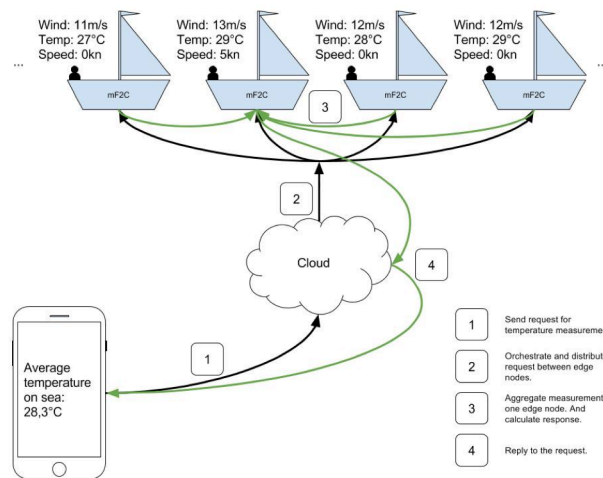 Wind: 11m/s
Temp: 27°C
Speed: 0kn
Wind: 13m/s
Temp: 29°C
Speed: 5kn
Wind: 12m/s
Temp: 28°C
Speed: 0kn
Wind: 12m/s
Temp: 29°C
Speed: 0kn
...
...
mF2C
mF2C
mF2C
mF2C
3
2
Cloud
4
1
Average
temperature
on sea:
28,3°C
1
Send request for
temperature measureme
2
Orchestrate and distribut
request between edge
nodes.
3
Aggregate measurement
one edge node. And
calculate response.
4
Reply to the request.